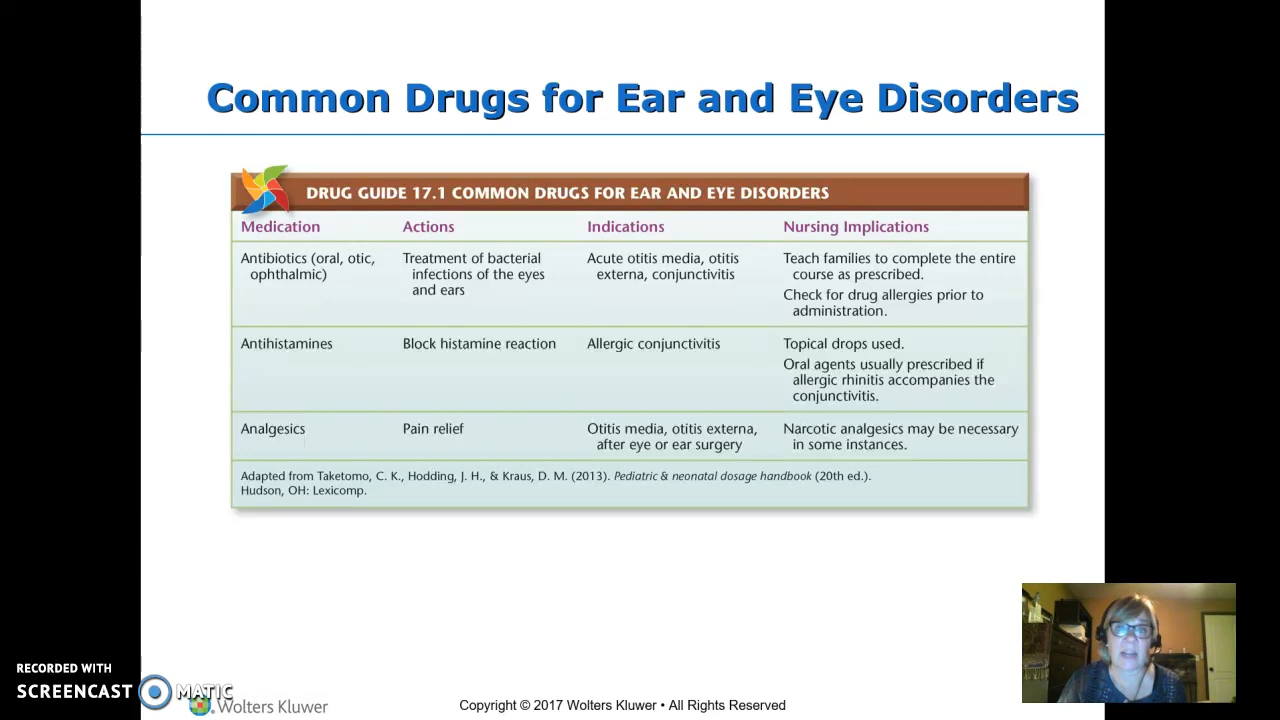 Common Drugs for Ear and Eye Disorders
DRUG GUIDE 17.1 COMMON DRUGS FOR EAR AND EYE DISORDERS
Medication Actions Indications Nursing Implications
Antibiotics (oral, otic,
ophthalmic)
Treatment of bacterial
infections of the eyes
and ears
Acute otitis media, otitis
externa, conjunctivitis
Teach families to complete the entire
course as prescribed.
Check for drug allergies prior to
administration.
Antihistamines
Block histamine reaction
Allergic conjunctivitis
Topical drops used.
Oral agents usually prescribed if
allergic rhinitis accompanies the
conjunctivitis.
Analgesics
Pain relief
Otitis media, otitis externa,
after eye or ear surgery
Narcotic analgesics may be necessary
in some instances.
Adapted from Taketomo, C. K., Hodding, J. H., & Kraus, D. M. (2013). Pediatric & neonatal dosage handbook (20th ed.).
Hudson, OH: Lexicomp.
RECORDED WITH
SCREENCAST MATIC
Wolters Kluwer
Copyright © 2017 Wolters Kluwer • All Rights Reserved